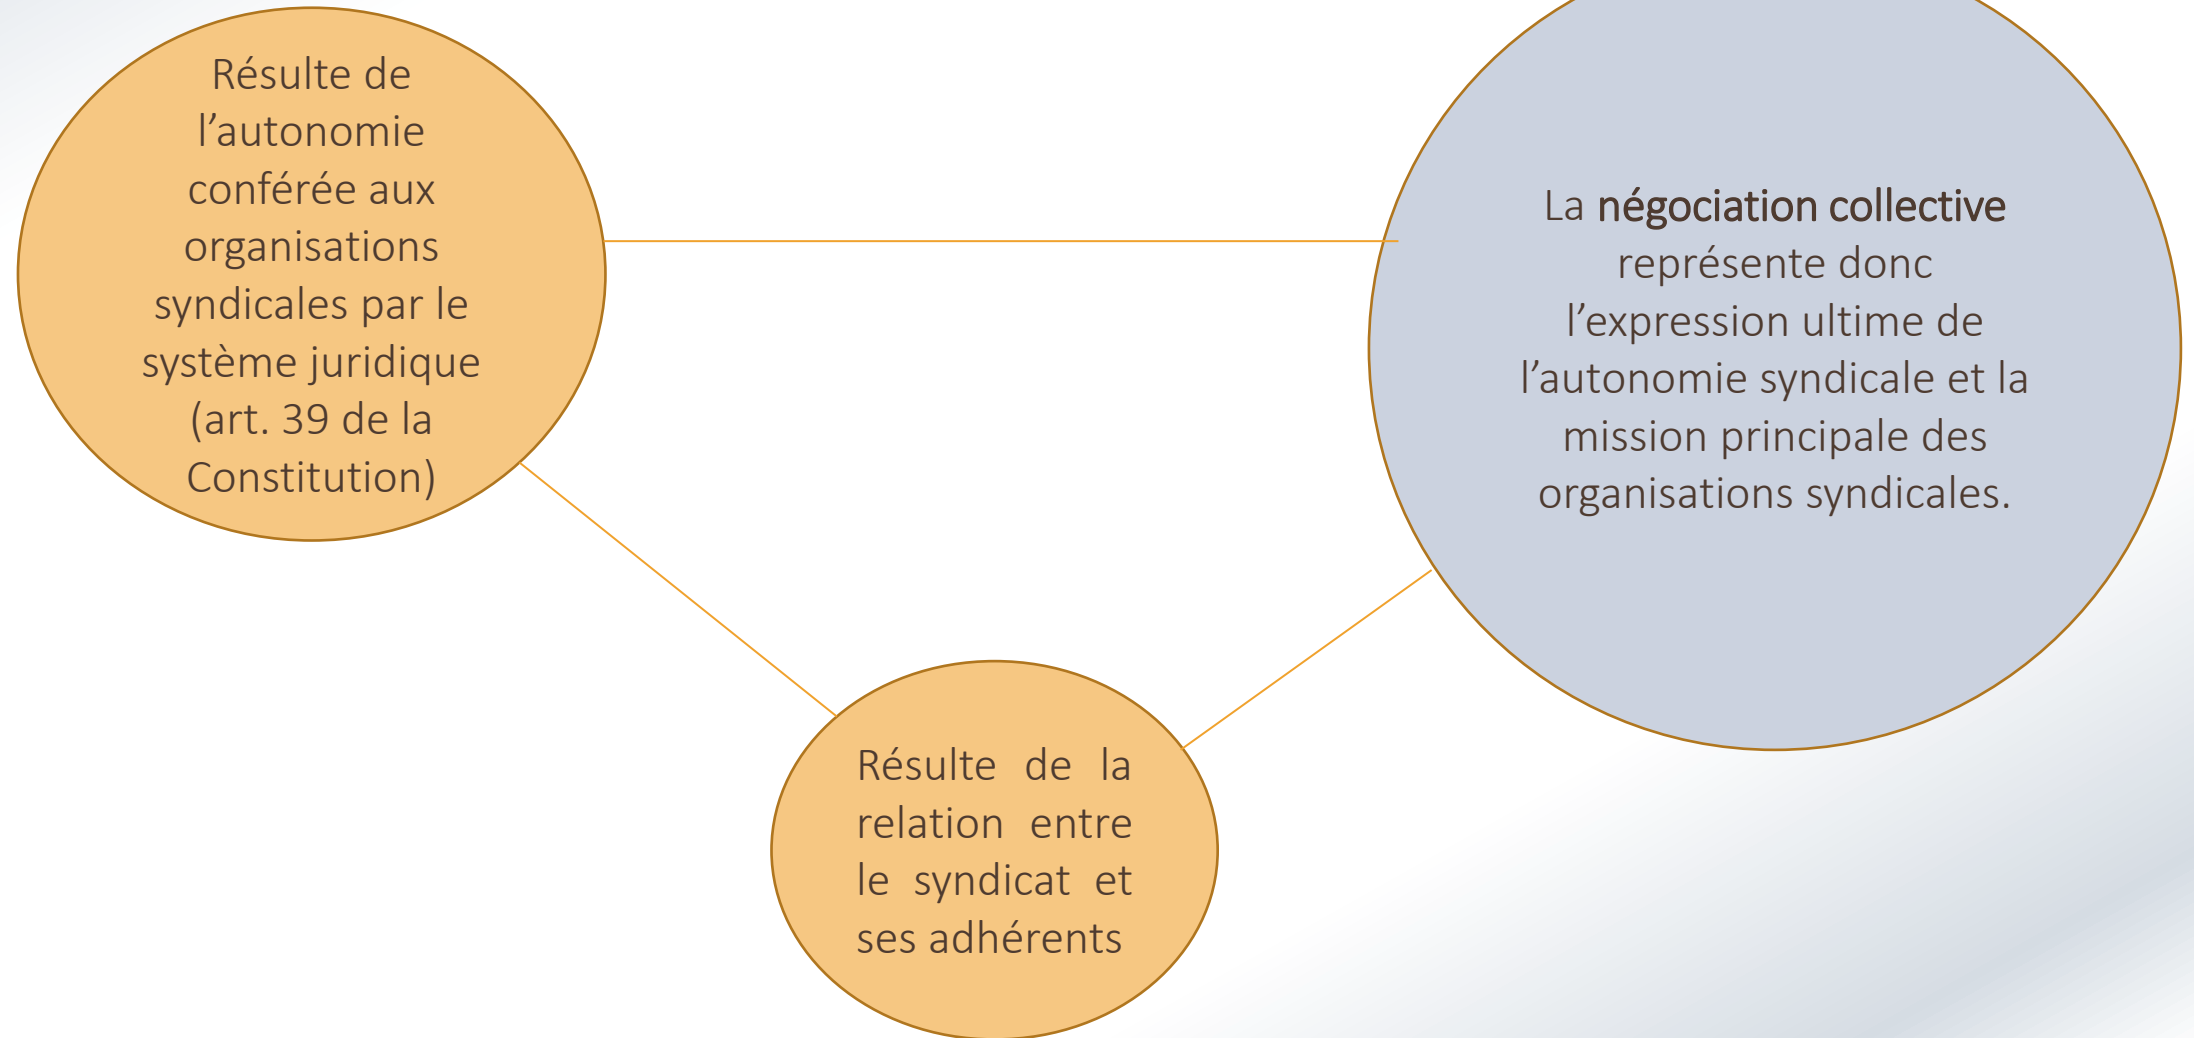 Résulte de
l’autonomie
conférée aux
organisations
syndicales par le
système juridique
(art. 39 de la
Constitution)
La négociation collective
représente donc
l’expression ultime de
l’autonomie syndicale et la
mission principale des
organisations syndicales.
Résulte de la
relation entre
le syndicat et
ses adhérents